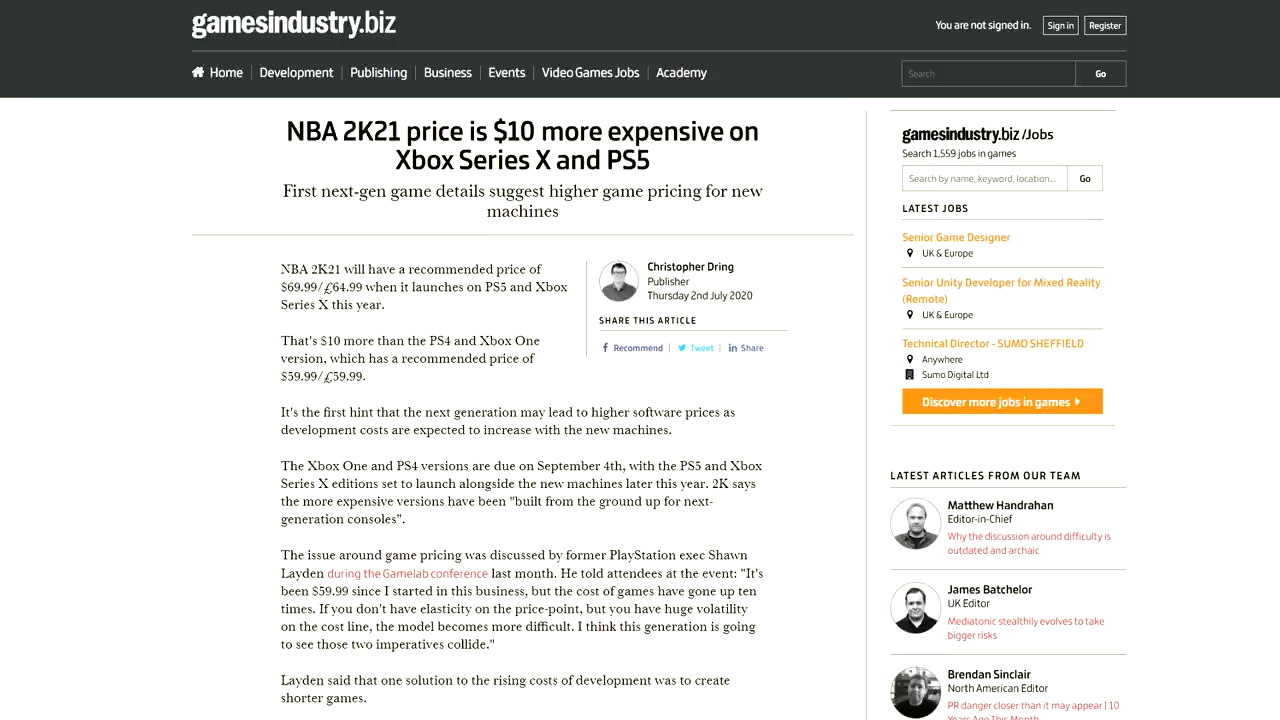 gamesindustry.biz
You are not signed in.
Sign in
Register
Home
Development
Publishing
Business
Events
Video Games Jobs
Academy
Search
Go
NBA 2K21 price is $10 more expensive on
Xbox Series X and PS5
First next-gen game details suggest higher game pricing for new
machines
NBA 2K21 will have a recommended price of
$69.99/£64.99 when it launches on PS5 and Xbox
Series X this year.
That's $10 more than the PS4 and Xbox One
version, which has a recommended price of
$59.99/£59.99.
Christopher Dring
Publisher
Thursday 2nd July 2020
SHARE THIS ARTICLE
Recommend
Tweet
Share
It's the first hint that the next generation may lead to higher software prices as
development costs are expected to increase with the new machines.
The Xbox One and PS4 versions are due on September 4th, with the PS5 and Xbox
Series X editions set to launch alongside the new machines later this year. 2K says
the more expensive versions have been "built from the ground up for next-
generation consoles".
The issue around game pricing was discussed by former PlayStation exec Shawn
Layden during the Gamelab conference last month. He told attendees at the event: "It's
been $59.99 since I started in this business, but the cost of games have gone up ten
times. If you don't have elasticity on the price-point, but you have huge volatility
on the cost line, the model becomes more difficult. I think this generation is going
to see those two imperatives collide."
Layden said that one solution to the rising costs of development was to create
shorter games.
gamesindustry.biz /Jobs
Search 1,559 jobs in games
Search by name, keyword, location...
Go
LATEST JOBS
Senior Game Designer
UK & Europe
Senior Unity Developer for Mixed Reality
(Remote)
UK & Europe
Technical Director - SUMO SHEFFIELD
Anywhere
Sumo Digital Ltd
Discover more jobs in games
LATEST ARTICLES FROM OUR TEAM
Matthew Handrahan
Editor-in-Chief
Why the discussion around difficulty is
outdated and archaic
James Batchelor
UK Editor
Mediatonic stealthily evolves to take
bigger risks
Brendan Sinclair
North American Editor
PR danger closer than it may appear | 10
Years Ago This Month